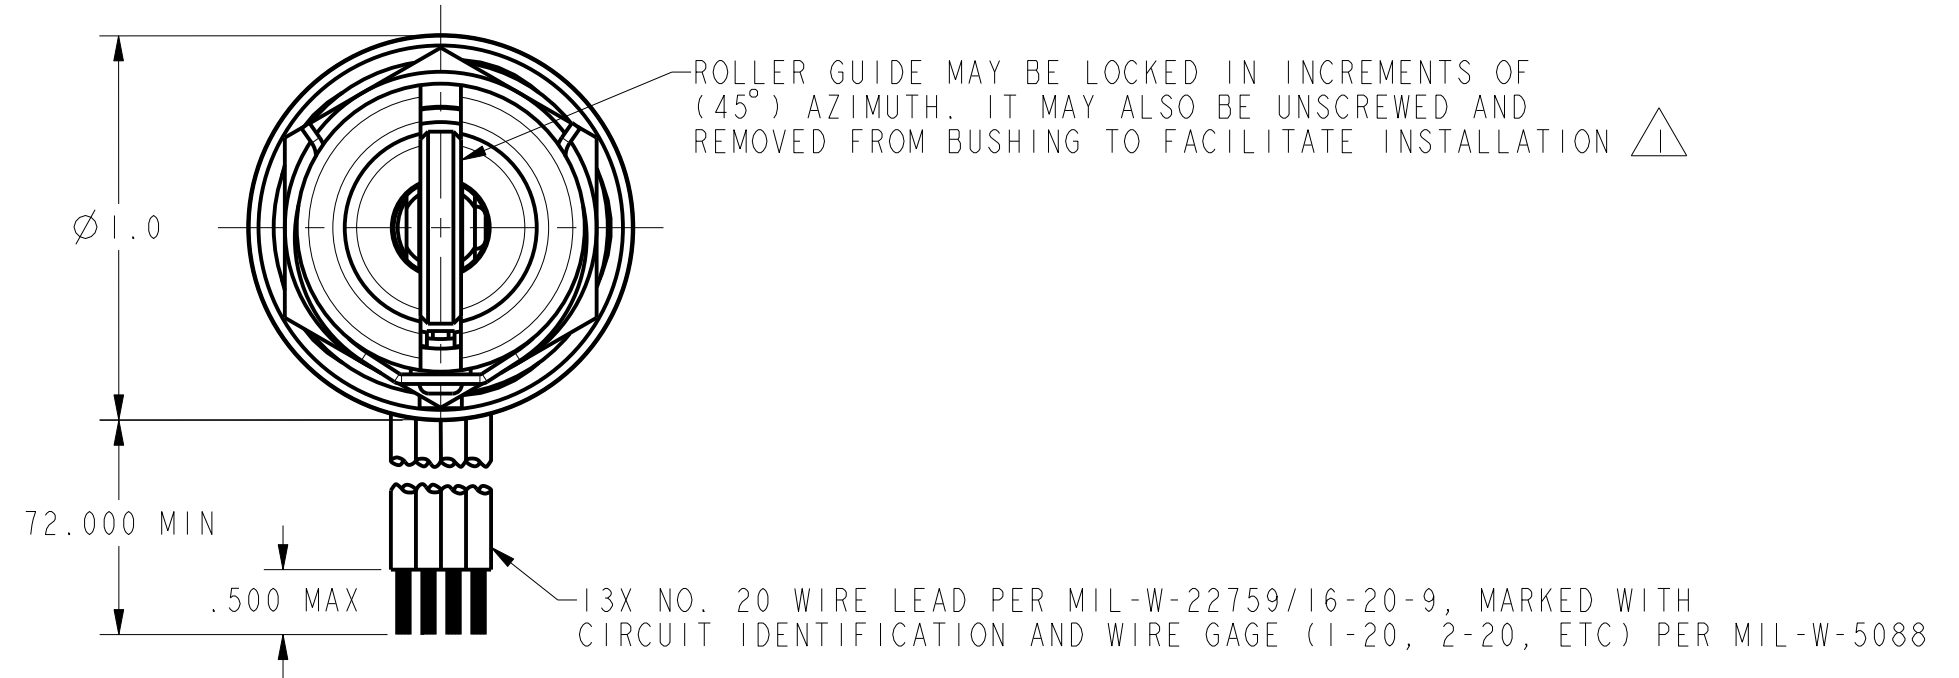 ROLLER GUIDE MAY BE LOCKED IN INCREMENTS OF
(45°) AZIMUTH. IT MAY ALSO BE UNSCREWED AND
REMOVED FROM BUSHING TO FACILITATE INSTALLATION 1
Ø1.0
72.000 MIN
.500 MAX
13X NO. 20 WIRE LEAD PER MIL-W-22759/16-20-9, MARKED WITH
CIRCUIT IDENTIFICATION AND WIRE GAGE (1-20, 2-20, ETC) PER MIL-W-5088